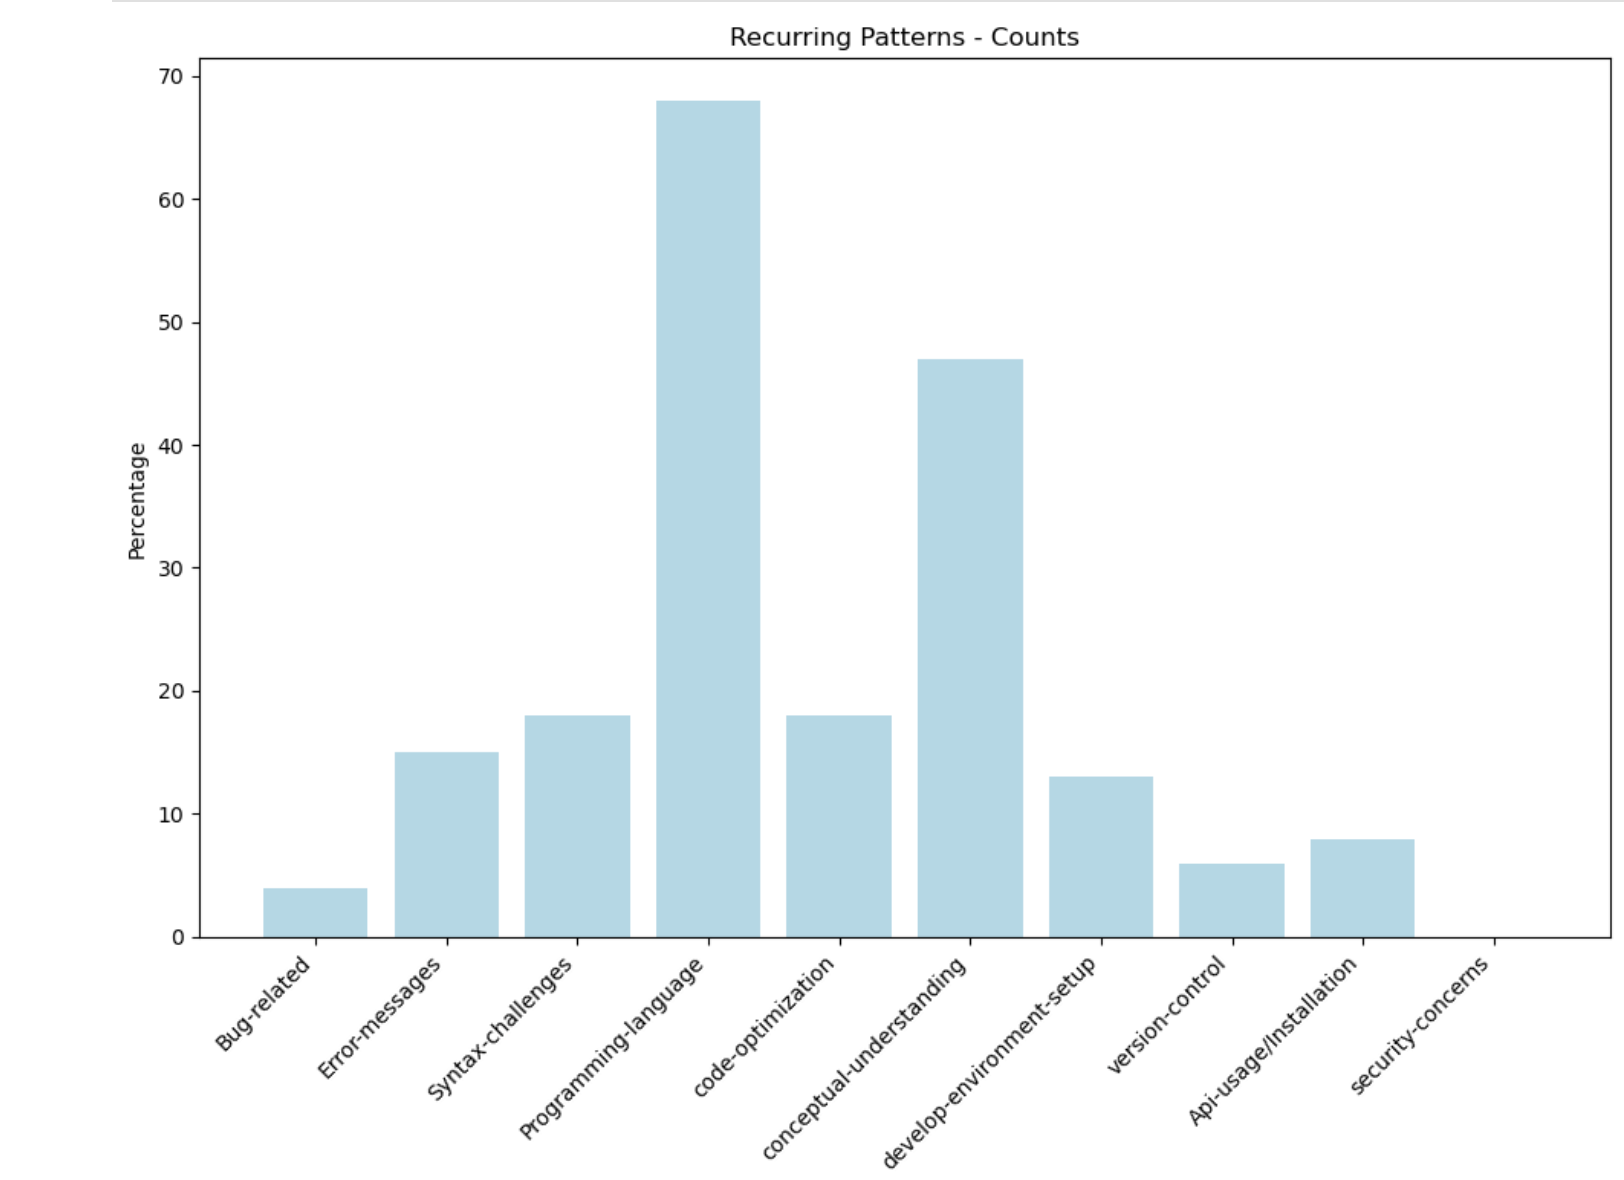 Recurring Patterns - Counts
Percentage
70
60
50
40
30
20
10
0
Bug-related
Error-messages
Syntax-challenges
Programming-language
code-optimization
conceptual-understanding
develop-environment-setup
version-control
Api-usage/Installation
security-concerns